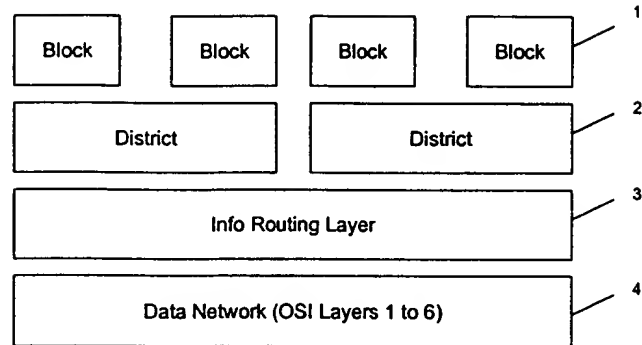 Block Block Block Block 1
District District 2
Info Routing Layer 3
Data Network (OSI Layers 1 to 6) 4